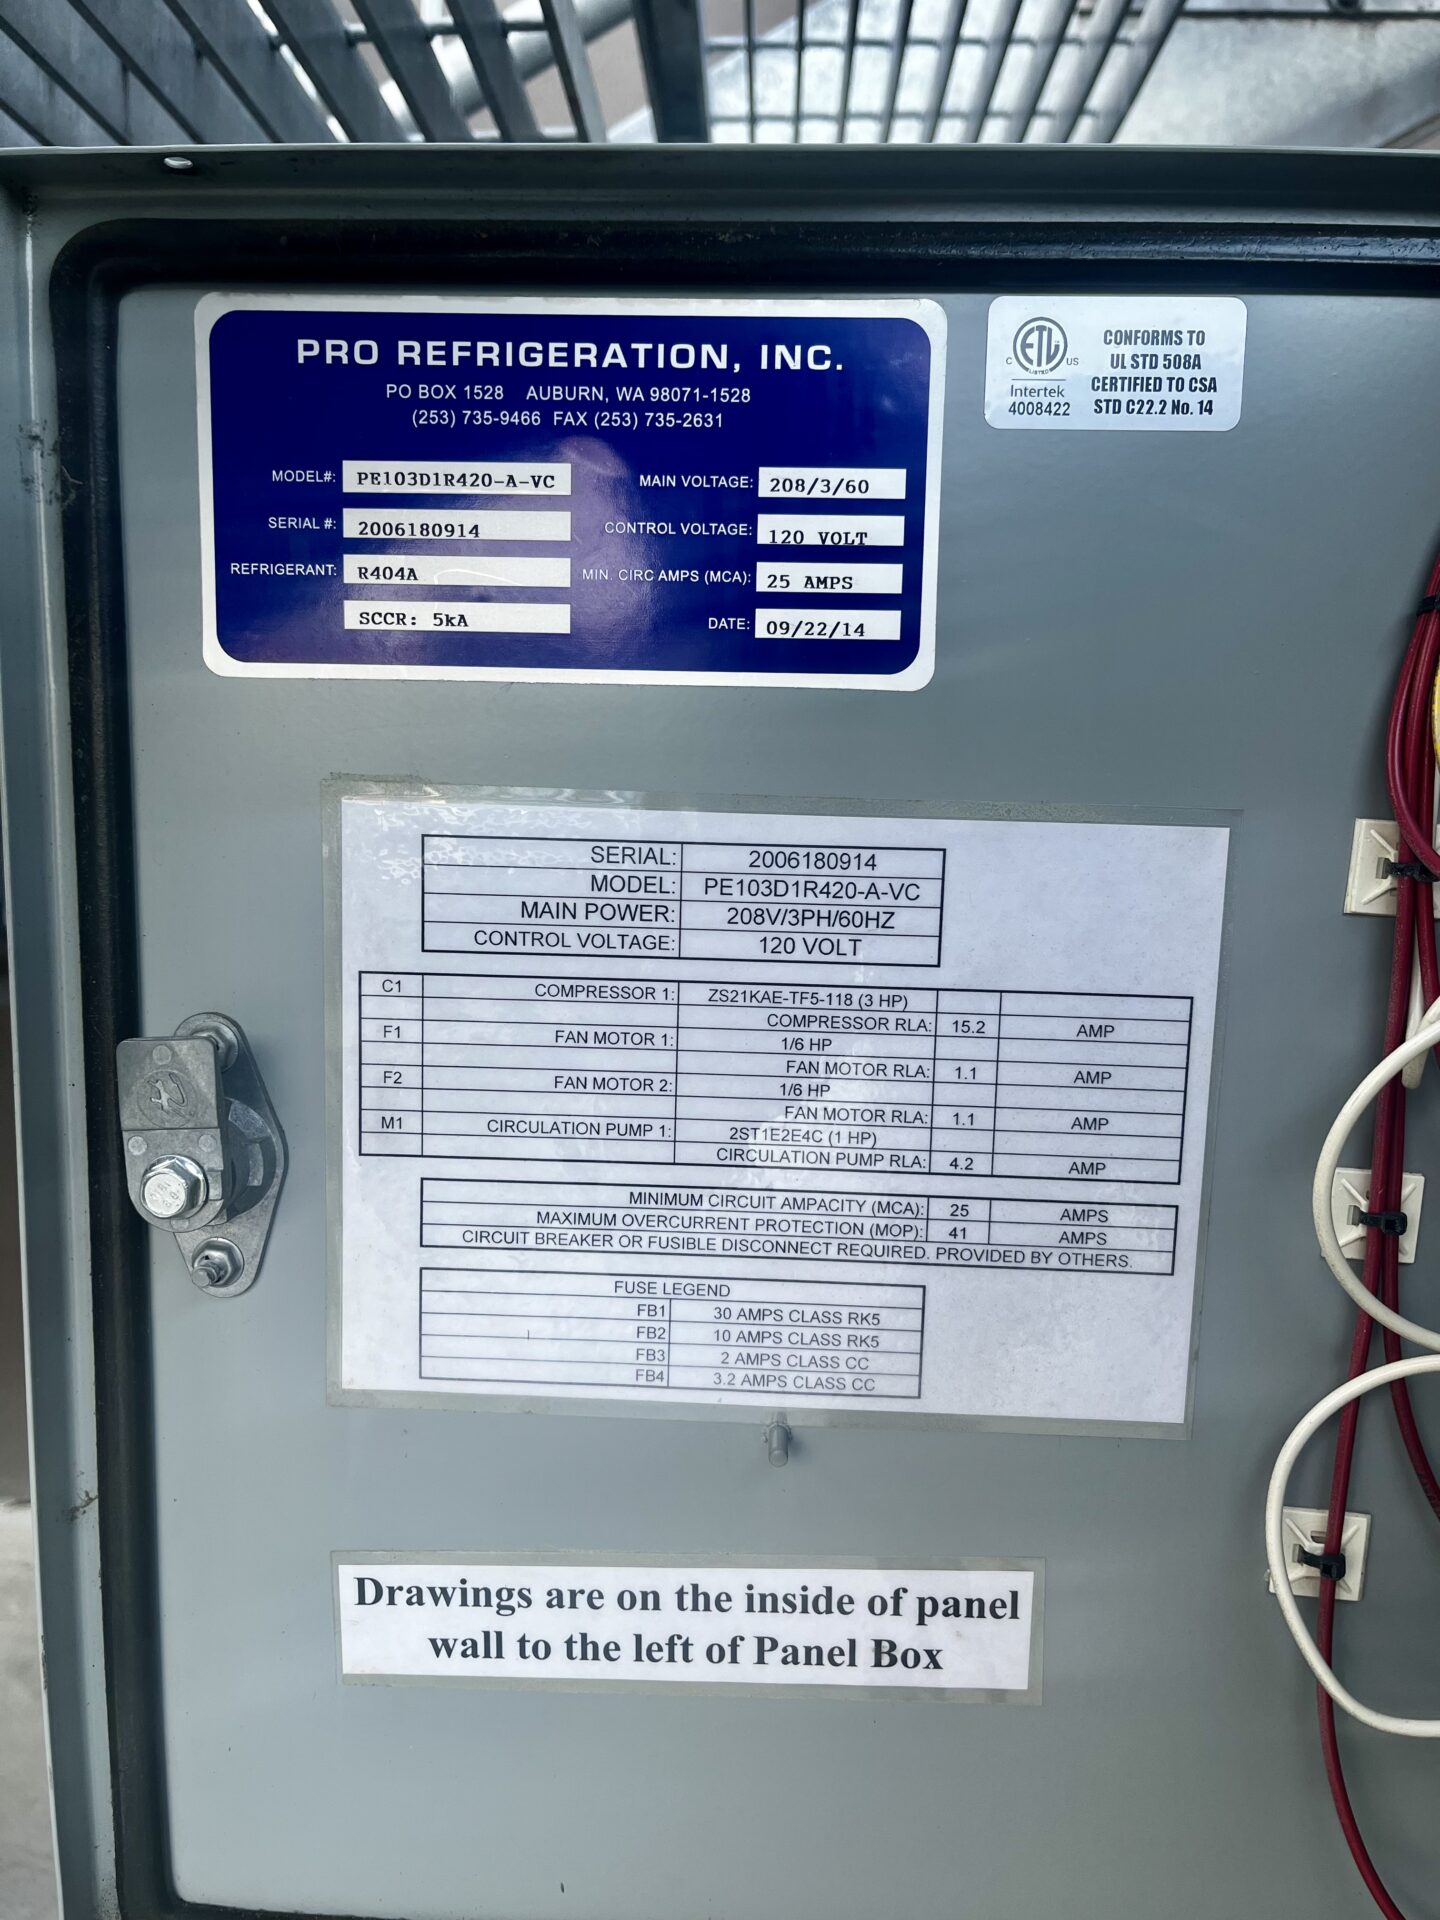 PRO REFRIGERATION, INC.
PO BOX 1528 AUBURN, WA 98071-1528
(253) 735-9466 FAX (253) 735-2631
MODEL#: PE103D1R420-A-VC
MAIN VOLTAGE: 208/3/60
SERIAL #: 2006180914
CONTROL VOLTAGE: 120 VOLT
REFRIGERANT: R404A
MIN. CIRC AMPS (MCA): 25 AMPS
SCCR: 5kA
DATE: 09/22/14
C ETL US
LISTED
Intertek
4008422
CONFORMS TO
UL STD 508A
CERTIFIED TO CSA
STD C22.2 No. 14
SERIAL: 2006180914
MODEL: PE103D1R420-A-VC
MAIN POWER: 208V/3PH/60HZ
CONTROL VOLTAGE: 120 VOLT
C1 COMPRESSOR 1: ZS21KAE-TF5-118 (3 HP)
COMPRESSOR RLA: 15.2 AMP
F1 FAN MOTOR 1: 1/6 HP
FAN MOTOR RLA: 1.1 AMP
F2 FAN MOTOR 2: 1/6 HP
FAN MOTOR RLA: 1.1 AMP
M1 CIRCULATION PUMP 1: 2ST1E2E4C (1 HP)
CIRCULATION PUMP RLA: 4.2 AMP
MINIMUM CIRCUIT AMPACITY (MCA): 25 AMPS
MAXIMUM OVERCURRENT PROTECTION (MOP): 41 AMPS
CIRCUIT BREAKER OR FUSIBLE DISCONNECT REQUIRED. PROVIDED BY OTHERS.
FUSE LEGEND
FB1 30 AMPS CLASS RK5
FB2 10 AMPS CLASS RK5
FB3 2 AMPS CLASS CC
FB4 3.2 AMPS CLASS CC
Drawings are on the inside of panel
wall to the left of Panel Box